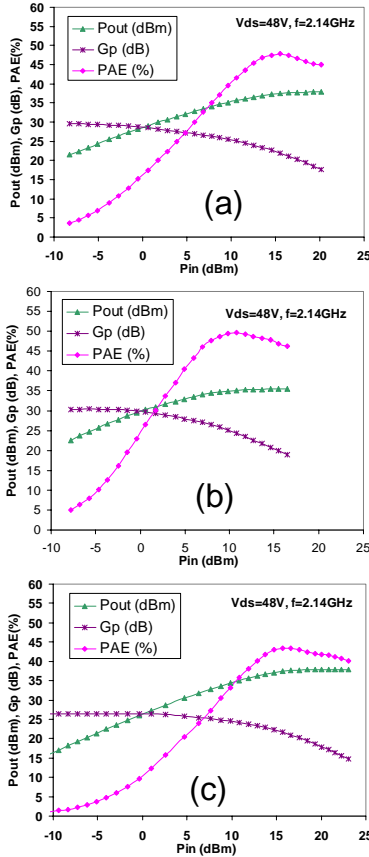 60
Vds=48V, f=2.14GHz
55
50
45
40
35
30
25
20
15
10
5
0
Pout (dBm), Gp (dB), PAE(%)
Pout (dBm)
Gp (dB)
PAE (%)
(a)
-10 -5 0 5 10 15 20 25
Pin (dBm)
60
Vds=48V, f=2.14GHz
55
50
45
40
35
30
25
20
15
10
5
0
Pout (dBm), Gp (dB), PAE(%)
Pout (dBm)
Gp (dB)
PAE (%)
(b)
-10 -5 0 5 10 15 20 25
Pin (dBm)
60
Vds=48V, f=2.14GHz
55
50
45
40
35
30
25
20
15
10
5
0
Pout (dBm), Gp (dB), PAE(%)
Pout (dBm)
Gp (dB)
PAE (%)
(c)
-10 -5 0 5 10 15 20 25
Pin (dBm)